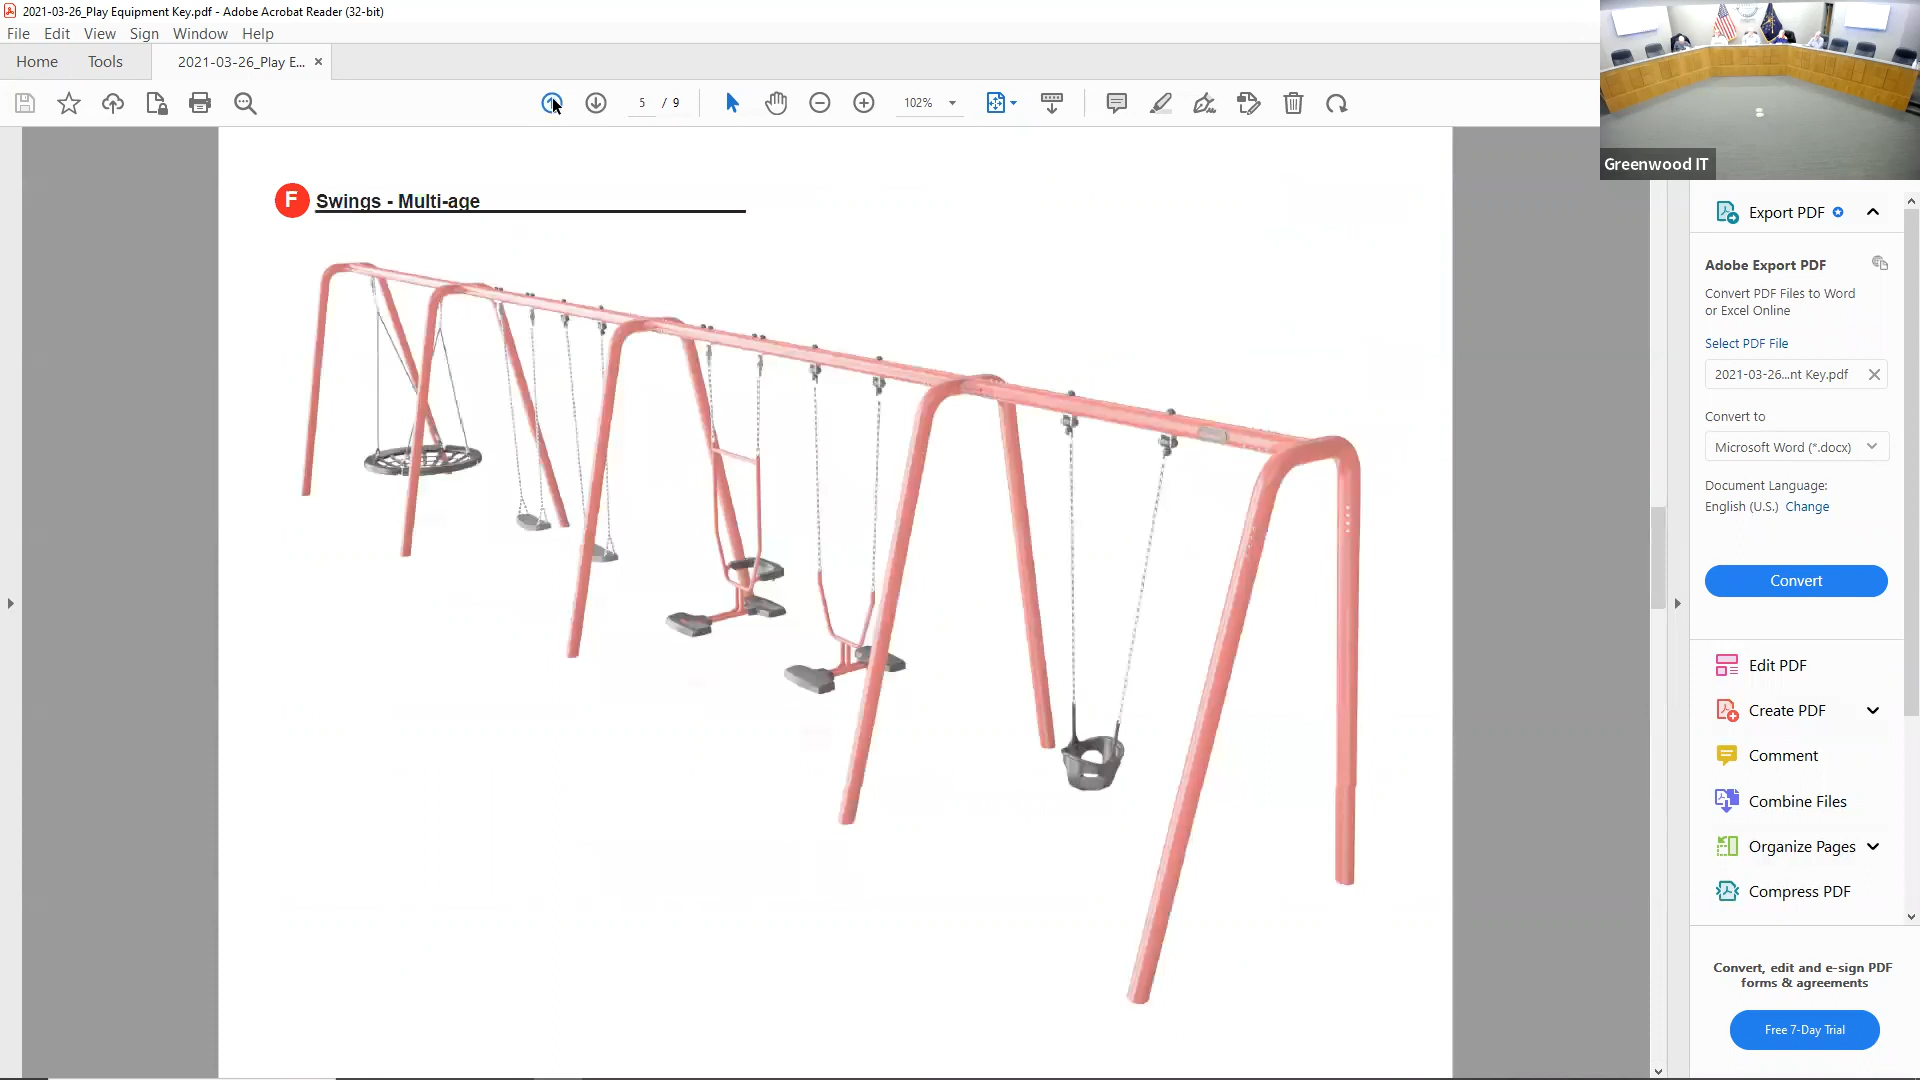 2021-03-26_Play Equipment Key.pdf - Adobe Acrobat Reader (32-bit)
File Edit View Sign Window Help
Home Tools 2021-03-26_Play E... ×
5 / 9 102%
Greenwood IT
F Swings - Multi-age
Export PDF
Adobe Export PDF
Convert PDF Files to Word
or Excel Online
Select PDF File
2021-03-26...nt Key.pdf
Convert to
Microsoft Word (*.docx)
Document Language:
English (U.S.) Change
Convert
Edit PDF
Create PDF
Comment
Combine Files
Organize Pages
Compress PDF
Convert, edit and e-sign PDF
forms & agreements
Free 7-Day Trial